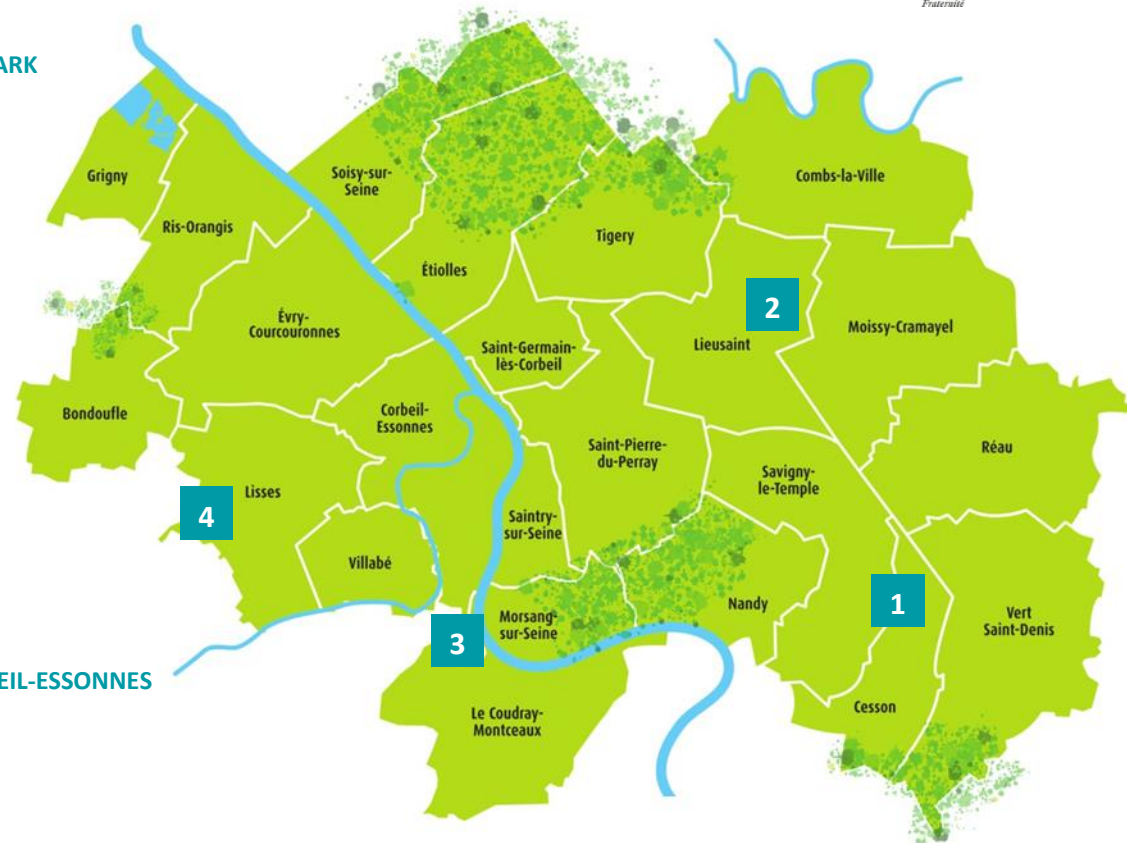 Fraternité
ARK
Grigny
Soisy-sur-
Seine
Combs-la-Ville
Ris-Orangis
Tigery
Étiolles
2
Évry-
Courcouronnes
Moissy-Cramayel
Saint-Germain-
lès-Corbeil
Lieusaint
Bondoufle
Corbeil-
Essonnes
Saint-Pierre-
du-Perray
Réau
Savigny-
le-Temple
Lisses
4
Saintry-
sur-Seine
Villabé
Nandy
1
Morsang-
sur-Seine
Vert
Saint-Denis
3
EIL-ESSONNES
Le Coudray-
Montceaux
Cesson